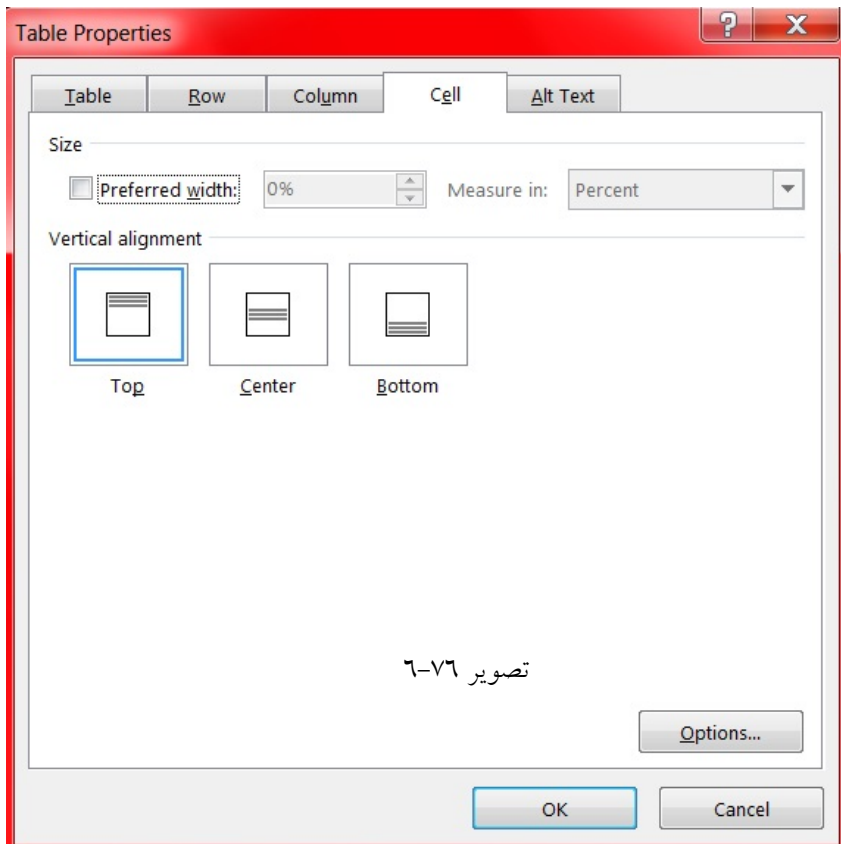 Table Properties
Table Row Column Cell Alt Text
Size
Preferred width: 0% Measure in: Percent
Vertical alignment
Top Center Bottom
تصویر ٧٦-٦
Options...
OK Cancel